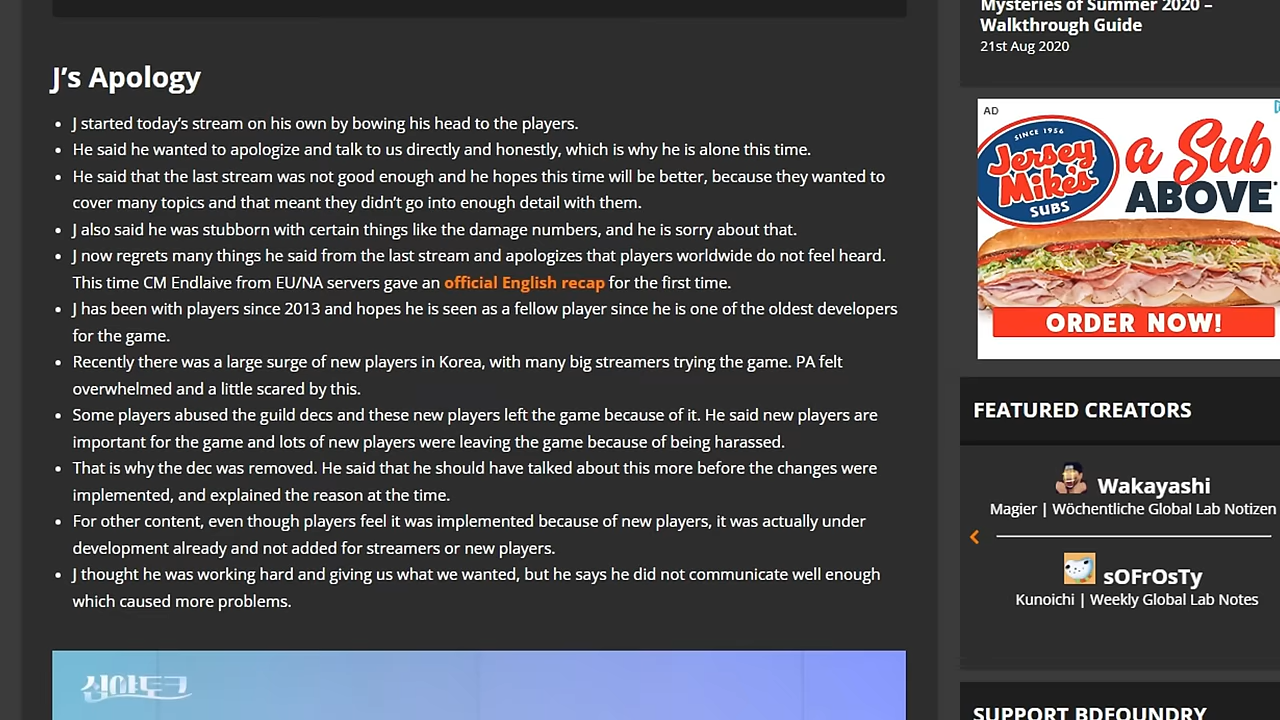 Mysteries of Summer 2020 –
Walkthrough Guide
21st Aug 2020
J’s Apology
J started today’s stream on his own by bowing his head to the players.
He said he wanted to apologize and talk to us directly and honestly, which is why he is alone this time.
He said that the last stream was not good enough and he hopes this time will be better, because they wanted to
cover many topics and that meant they didn’t go into enough detail with them.
J also said he was stubborn with certain things like the damage numbers, and he is sorry about that.
J now regrets many things he said from the last stream and apologizes that players worldwide do not feel heard.
This time CM Endlaive from EU/NA servers gave an official English recap for the first time.
J has been with players since 2013 and hopes he is seen as a fellow player since he is one of the oldest developers
for the game.
Recently there was a large surge of new players in Korea, with many big streamers trying the game. PA felt
overwhelmed and a little scared by this.
Some players abused the guild decs and these new players left the game because of it. He said new players are
important for the game and lots of new players were leaving the game because of being harassed.
That is why the dec was removed. He said that he should have talked about this more before the changes were
implemented, and explained the reason at the time.
For other content, even though players feel it was implemented because of new players, it was actually under
development already and not added for streamers or new players.
J thought he was working hard and giving us what we wanted, but he says he did not communicate well enough
which caused more problems.
심야토크
AD
SINCE 1956
Jersey
Mike's
SUBS
a Sub
ABOVE
ORDER NOW!
FEATURED CREATORS
Wakayashi
Magier | Wöchentliche Global Lab Notizen
sOFrOsTy
Kunoichi | Weekly Global Lab Notes
SUPPORT BDFOUNDRY